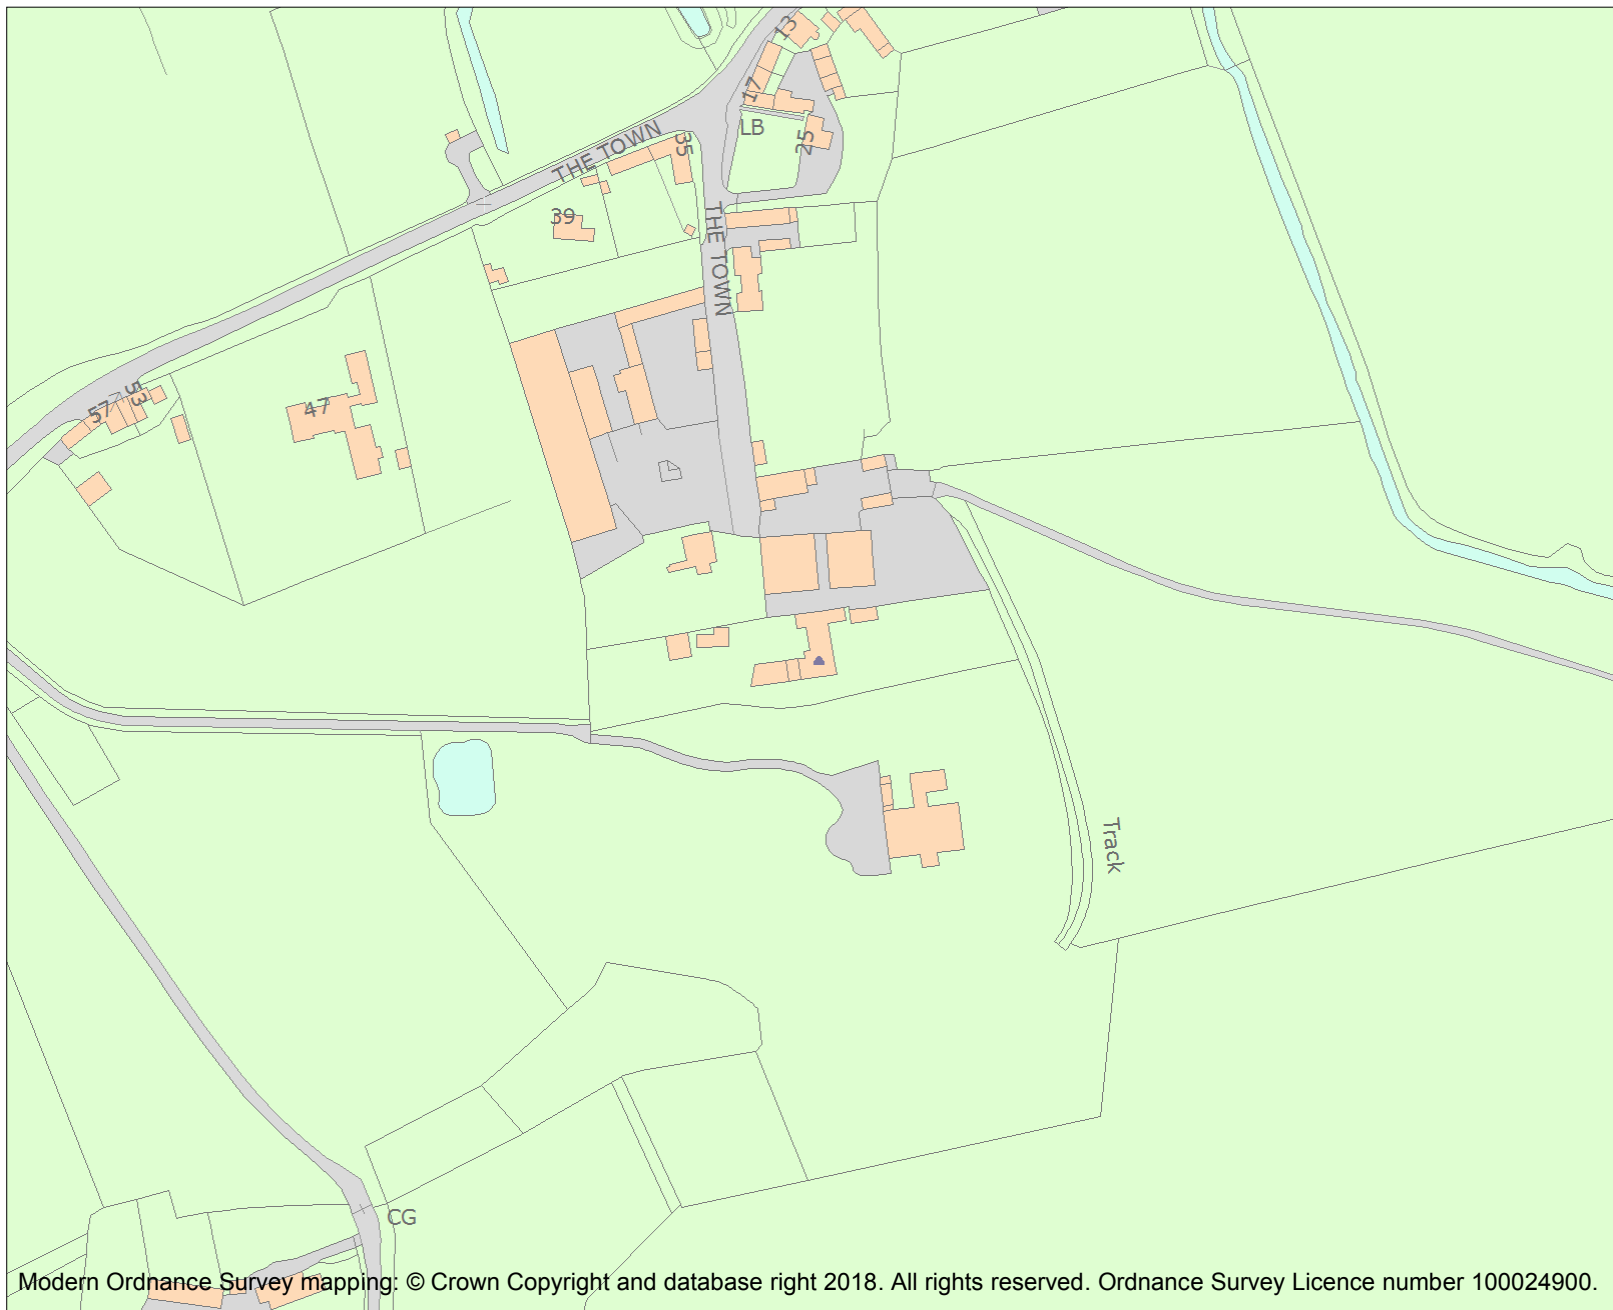 13
17
LB
25
THE TOWN
35
39
THE TOWN
53
57
47
Track
CG
Modern Ordnance Survey mapping: © Crown Copyright and database right 2018. All rights reserved. Ordnance Survey Licence number 100024900.